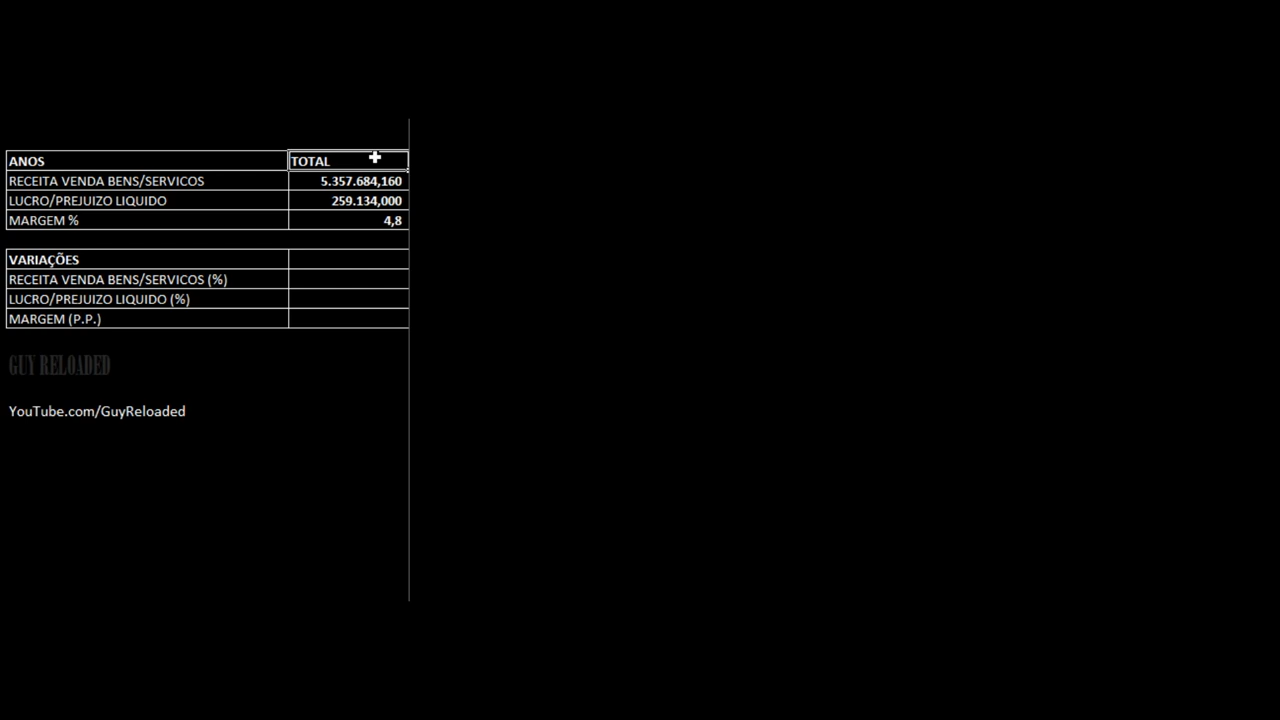 ANOS TOTAL
RECEITA VENDA BENS/SERVICOS 5.357.684,160
LUCRO/PREJUIZO LIQUIDO 259.134,000
MARGEM % 4,8
VARIAÇÕES
RECEITA VENDA BENS/SERVICOS (%)
LUCRO/PREJUIZO LIQUIDO (%)
MARGEM (P.P.)
GUY RELOADED
YouTube.com/GuyReloaded